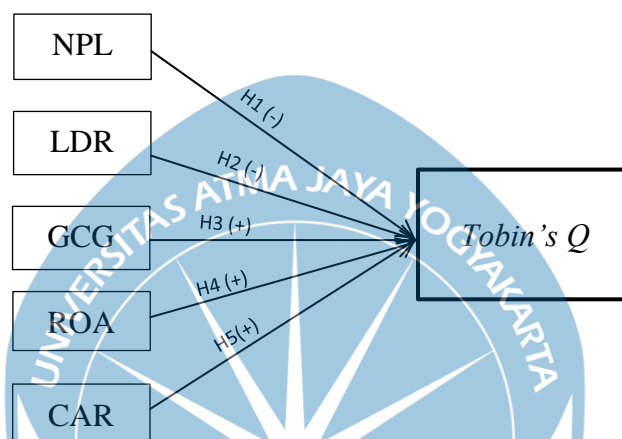 NPL
H1 (-)
LDR
H2 (-)
GCG
H3 (+)
Tobin's Q
ROA
H4 (+)
CAR
H5(+)
UNIVERSITAS ATMA JAYA YOGYAKARTA